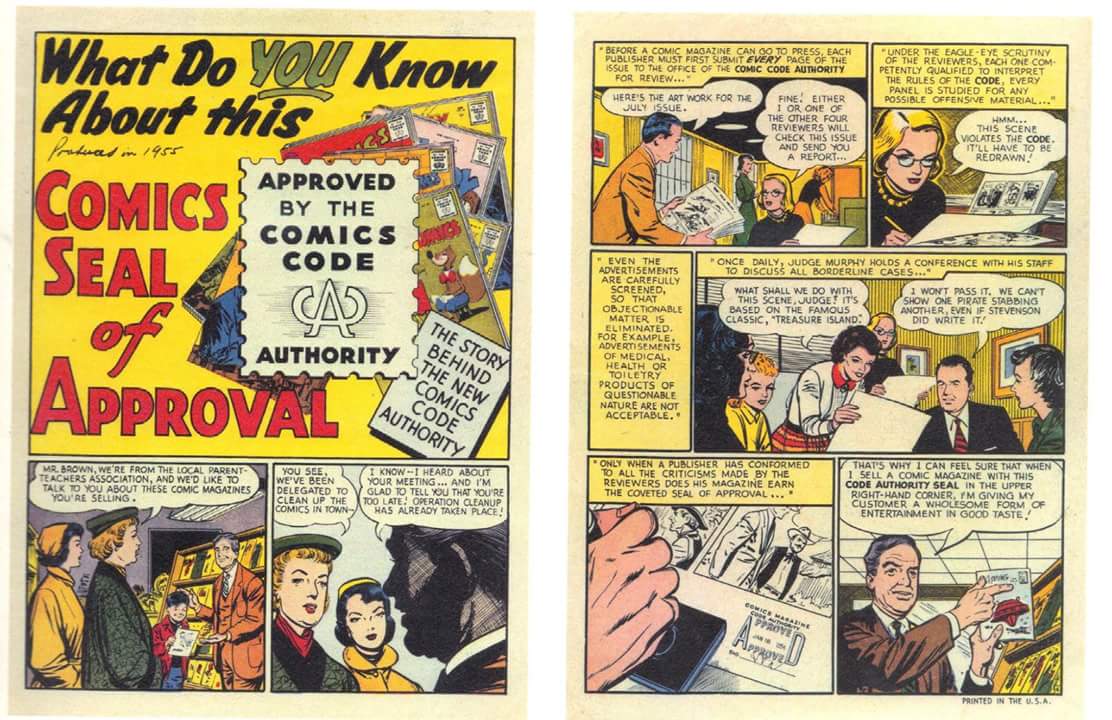 What Do YOU Know
About this
Produced in 1955
COMICS
SEAL
of
APPROVAL
APPROVED
BY THE
COMICS
CODE
CA
AUTHORITY
THE STORY
BEHIND
THE NEW
COMICS
CODE
AUTHORITY
MR. BROWN, WE'RE FROM THE LOCAL PARENT-
TEACHERS ASSOCIATION, AND WE'D LIKE TO
TALK TO YOU ABOUT THESE COMIC MAGAZINES
YOU'RE SELLING.
YOU SEE,
WE'VE BEEN
DELEGATED TO
CLEAN UP THE
COMICS IN TOWN—
I KNOW—I HEARD ABOUT
YOUR MEETING... AND I'M
GLAD TO TELL YOU THAT YOU'RE
TOO LATE! OPERATION CLEANUP
HAS ALREADY TAKEN PLACE!
"BEFORE A COMIC MAGAZINE CAN GO TO PRESS, EACH
PUBLISHER MUST FIRST SUBMIT EVERY PAGE OF THE
ISSUE TO THE OFFICE OF THE COMIC CODE AUTHORITY
FOR REVIEW..."
HERE'S THE ART WORK FOR THE
JULY ISSUE.
FINE! EITHER
I OR ONE OF
THE OTHER FOUR
REVIEWERS WILL
CHECK THIS ISSUE
AND SEND YOU
A REPORT...
"UNDER THE EAGLE-EYE SCRUTINY
OF THE REVIEWERS, EACH ONE COM-
PETENTLY QUALIFIED TO INTERPRET
THE RULES OF THE CODE, EVERY
PANEL IS STUDIED FOR ANY
POSSIBLE OFFENSIVE MATERIAL..."
HMM...
THIS SCENE
VIOLATES THE CODE.
IT'LL HAVE TO BE
REDRAWN!
"EVEN THE
ADVERTISEMENTS
ARE CAREFULLY
SCREENED,
SO THAT
OBJECTIONABLE
MATTER IS
ELIMINATED.
FOR EXAMPLE,
ADVERTISEMENTS
OF MEDICAL,
HEALTH OR
TOILETRY
PRODUCTS OF
QUESTIONABLE
NATURE ARE NOT
ACCEPTABLE."
"ONCE DAILY, JUDGE MURPHY HOLDS A CONFERENCE WITH HIS STAFF
TO DISCUSS ALL BORDERLINE CASES..."
WHAT SHALL WE DO WITH
THIS SCENE, JUDGE? IT'S
BASED ON THE FAMOUS
CLASSIC, "TREASURE ISLAND."
I WON'T PASS IT. WE CAN'T
SHOW ONE PIRATE STABBING
ANOTHER, EVEN IF STEVENSON
DID WRITE IT!
"ONLY WHEN A PUBLISHER HAS CONFORMED
TO ALL THE CRITICISMS MADE BY THE
REVIEWERS DOES HIS MAGAZINE EARN
THE COVETED SEAL OF APPROVAL..."
COMICS MAGAZINE
CODE AUTHORITY
APPROVED
THAT'S WHY I CAN FEEL SURE THAT WHEN
I SELL A COMIC MAGAZINE WITH THIS
CODE AUTHORITY SEAL IN THE UPPER
RIGHT-HAND CORNER, I'M GIVING MY
CUSTOMER A WHOLESOME FORM OF
ENTERTAINMENT IN GOOD TASTE!
PRINTED IN THE U.S.A.